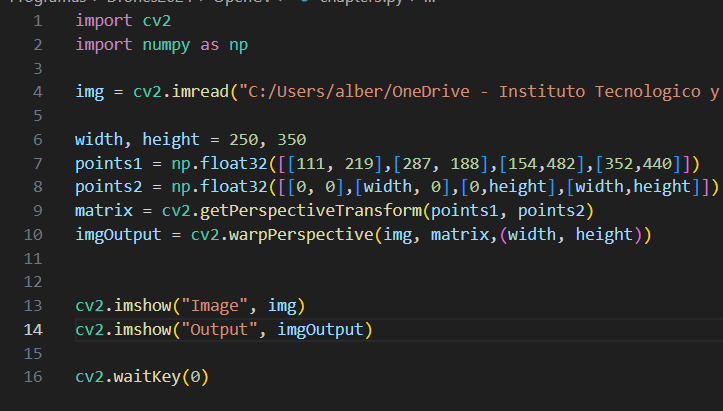 1 import cv2
2 import numpy as np
3
4 img = cv2.imread("C:/Users/alber/OneDrive - Instituto Tecnologico y
5
6 width, height = 250, 350
7 points1 = np.float32([[111, 219],[287, 188],[154,482],[352,440]])
8 points2 = np.float32([[0, 0],[width, 0],[0,height],[width,height]])
9 matrix = cv2.getPerspectiveTransform(points1, points2)
10 imgOutput = cv2.warpPerspective(img, matrix,(width, height))
11
12
13 cv2.imshow("Image", img)
14 cv2.imshow("Output", imgOutput)
15
16 cv2.waitKey(0)